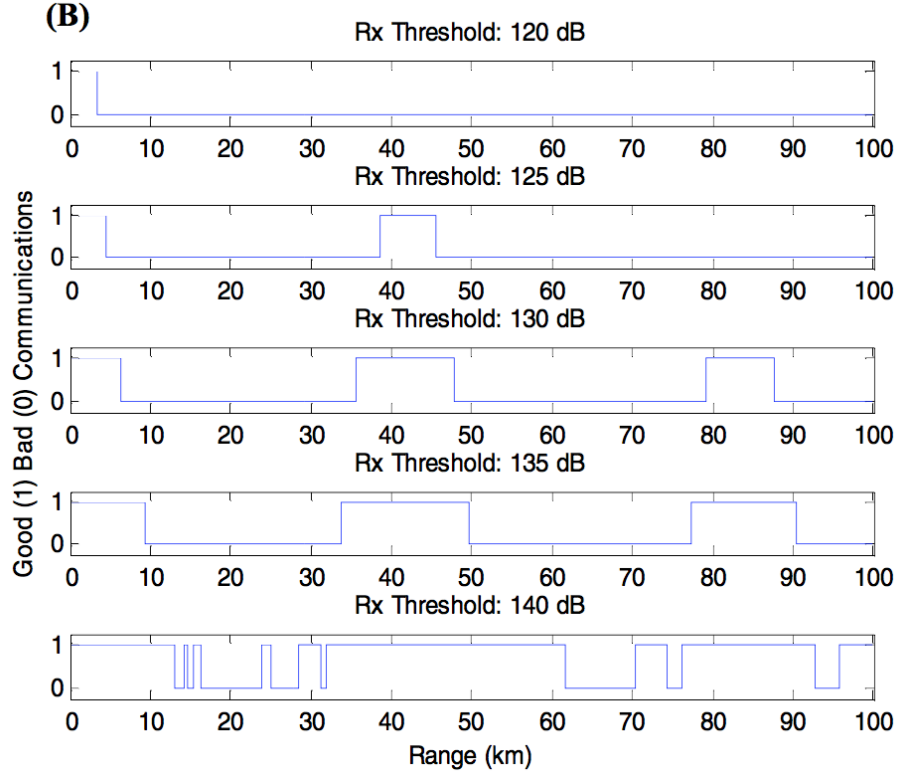 (B)
Rx Threshold: 120 dB
1
0
0 10 20 30 40 50 60 70 80 90 100
Rx Threshold: 125 dB
1
0
0 10 20 30 40 50 60 70 80 90 100
Rx Threshold: 130 dB
1
0
0 10 20 30 40 50 60 70 80 90 100
Rx Threshold: 135 dB
1
0
0 10 20 30 40 50 60 70 80 90 100
Rx Threshold: 140 dB
1
0
0 10 20 30 40 50 60 70 80 90 100
Range (km)
Good (1) Bad (0) Communications